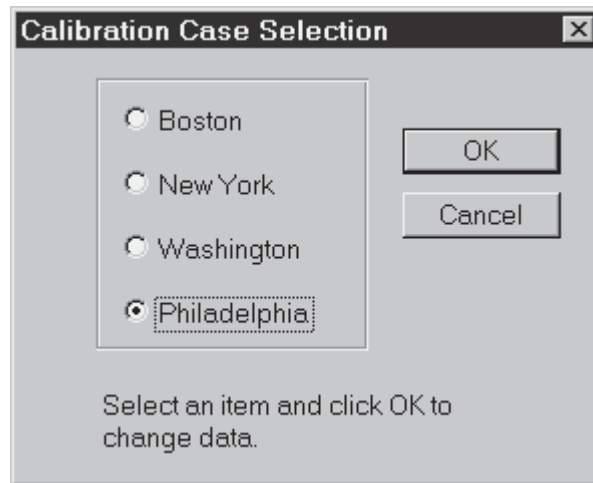 Calibration Case Selection
Boston
New York
Washington
Philadelphia
OK
Cancel
Select an item and click OK to
change data.